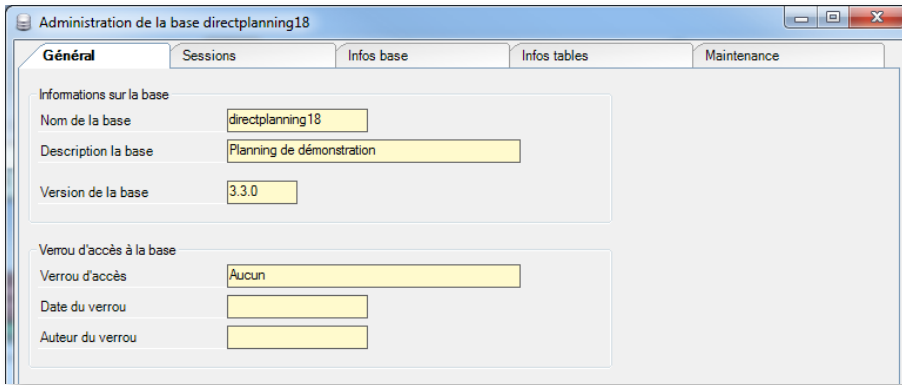 Administration de la base directplanning18
Général Sessions Infos base Infos tables Maintenance
Informations sur la base
Nom de la base directplanning18
Description la base Planning de démonstration
Version de la base 3.3.0
Verrou d'accès à la base
Verrou d'accès Aucun
Date du verrou
Auteur du verrou